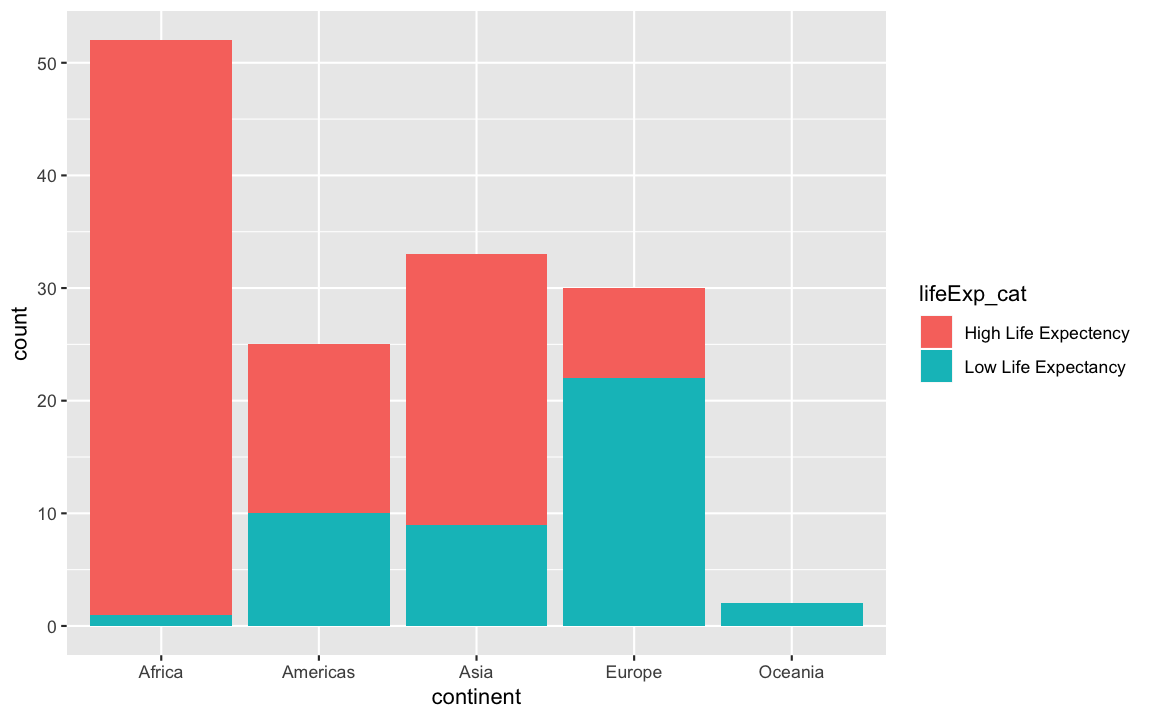 50
40
30
20
10
0
count
Africa
Americas
Asia
Europe
Oceania
continent
lifeExp_cat
High Life Expectency
Low Life Expectancy